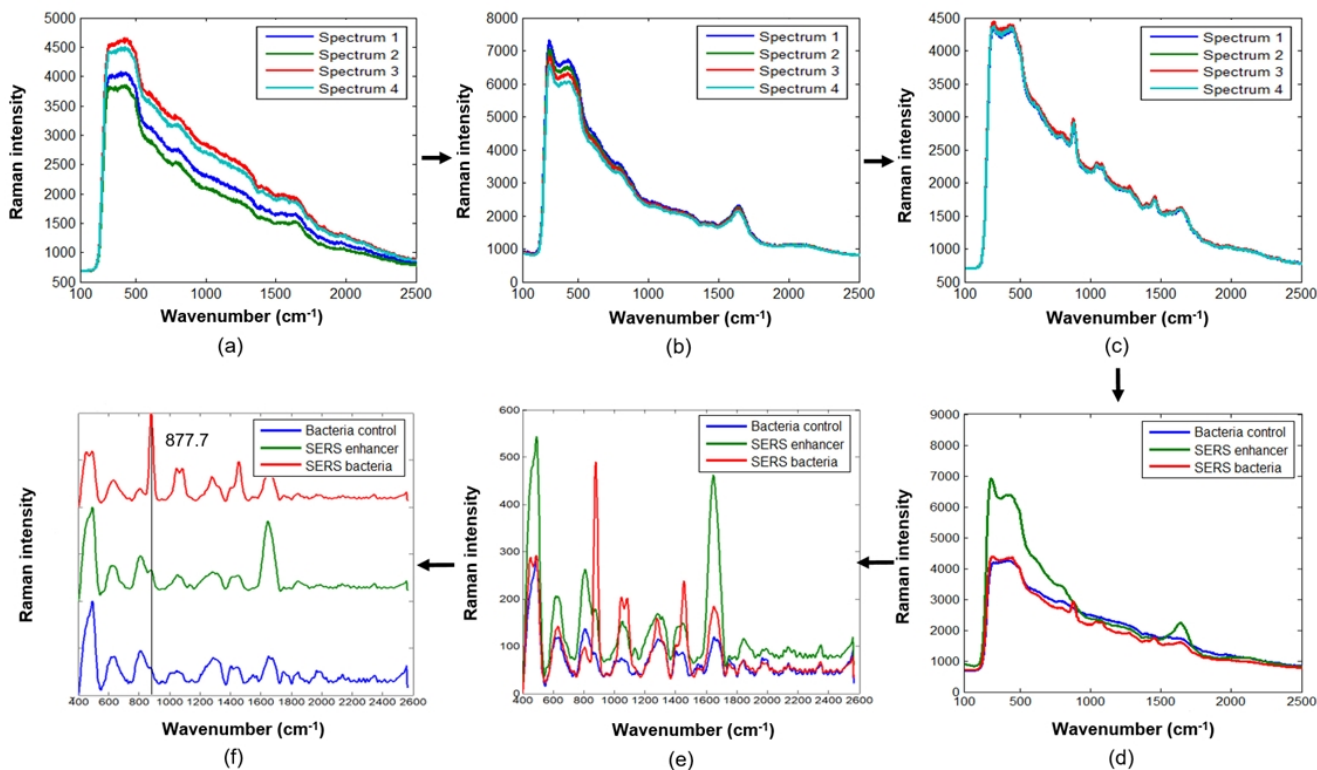 5000
4500
4000
3500
3000
2500
2000
1500
1000
500
100
500
1000
1500
2000
2500
Raman intensity
Wavenumber (cm-1)
Spectrum 1
Spectrum 2
Spectrum 3
Spectrum 4
(a)
8000
7000
6000
5000
4000
3000
2000
1000
0
100
500
1000
1500
2000
2500
Raman intensity
Wavenumber (cm-1)
Spectrum 1
Spectrum 2
Spectrum 3
Spectrum 4
(b)
4500
4000
3500
3000
2500
2000
1500
1000
500
100
500
1000
1500
2000
2500
Raman intensity
Wavenumber (cm-1)
Spectrum 1
Spectrum 2
Spectrum 3
Spectrum 4
(c)
877.7
Bacteria control
SERS enhancer
SERS bacteria
Raman intensity
400 600 800 1000 1200 1400 1600 1800 2000 2200 2400 2600
Wavenumber (cm-1)
(f)
600
500
400
300
200
100
0
Bacteria control
SERS enhancer
SERS bacteria
Raman intensity
400 600 800 1000 1200 1400 1600 1800 2000 2200 2400 2600
Wavenumber (cm-1)
(e)
9000
8000
7000
6000
5000
4000
3000
2000
1000
0
Bacteria control
SERS enhancer
SERS bacteria
Raman intensity
100
500
1000
1500
2000
2500
Wavenumber (cm-1)
(d)